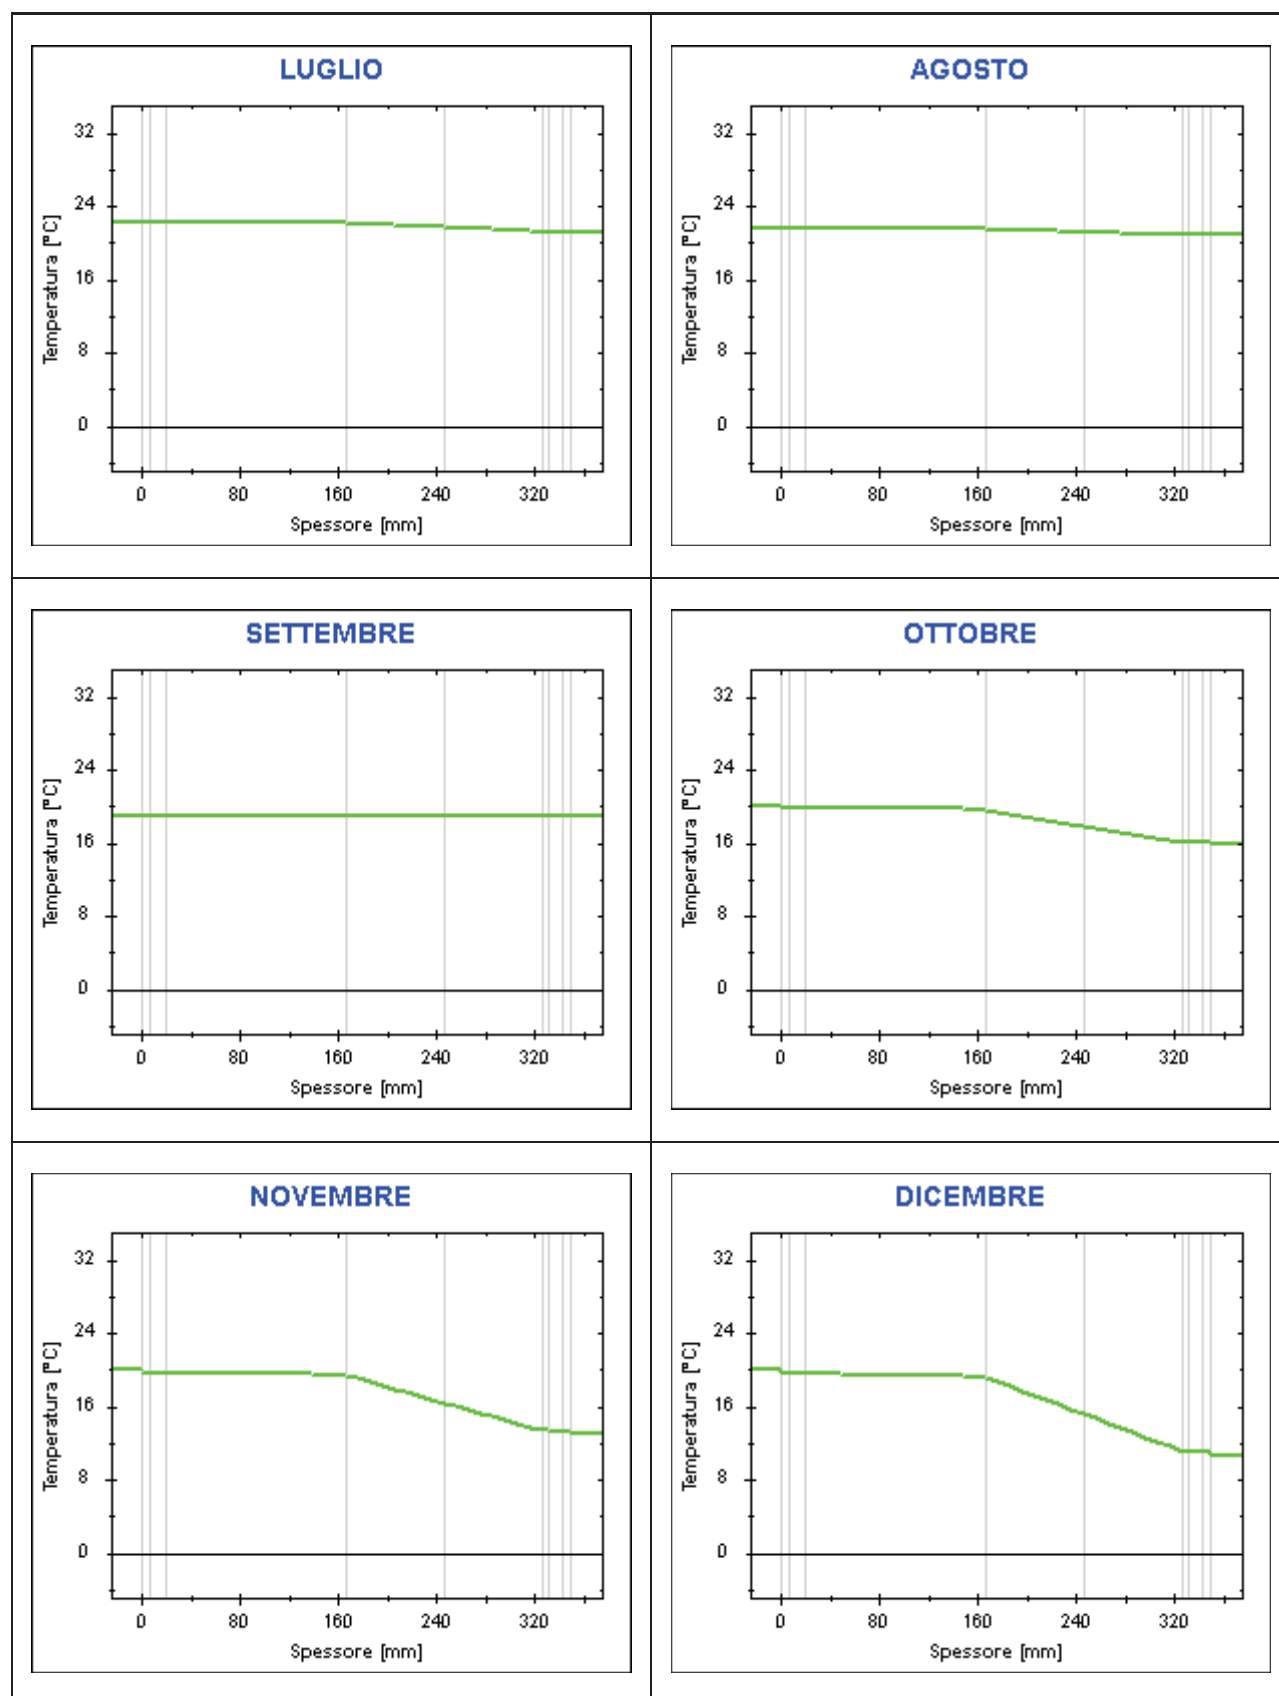 LUGLIO
32
24
16
8
0
Temperatura [°C]
0 80 160 240 320
Spessore [mm]
AGOSTO
32
24
16
8
0
Temperatura [°C]
0 80 160 240 320
Spessore [mm]
SETTEMBRE
32
24
16
8
0
Temperatura [°C]
0 80 160 240 320
Spessore [mm]
OTTOBRE
32
24
16
8
0
Temperatura [°C]
0 80 160 240 320
Spessore [mm]
NOVEMBRE
32
24
16
8
0
Temperatura [°C]
0 80 160 240 320
Spessore [mm]
DICEMBRE
32
24
16
8
0
Temperatura [°C]
0 80 160 240 320
Spessore [mm]